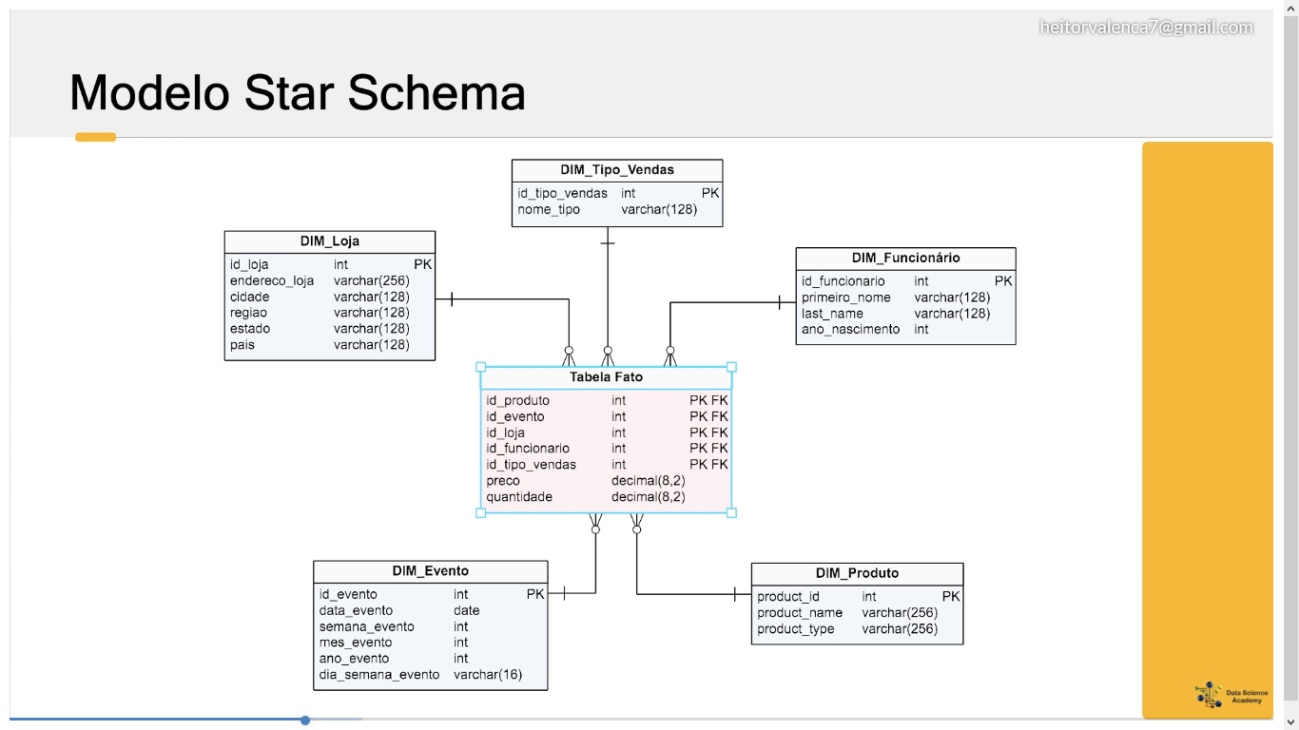 heitorvalenca7@gmail.com
Modelo Star Schema
DIM_Tipo_Vendas
id_tipo_vendas int PK
nome_tipo varchar(128)
DIM_Loja
id_loja int PK
endereco_loja varchar(256)
cidade varchar(128)
regiao varchar(128)
estado varchar(128)
pais varchar(128)
DIM_Funcionário
id_funcionario int PK
primeiro_nome varchar(128)
last_name varchar(128)
ano_nascimento int
Tabela Fato
id_produto int PK FK
id_evento int PK FK
id_loja int PK FK
id_funcionario int PK FK
id_tipo_vendas int PK FK
preco decimal(8,2)
quantidade decimal(8,2)
DIM_Evento
id_evento int PK
data_evento date
semana_evento int
mes_evento int
ano_evento int
dia_semana_evento varchar(16)
DIM_Produto
product_id int PK
product_name varchar(256)
product_type varchar(256)
Data Science
Academy